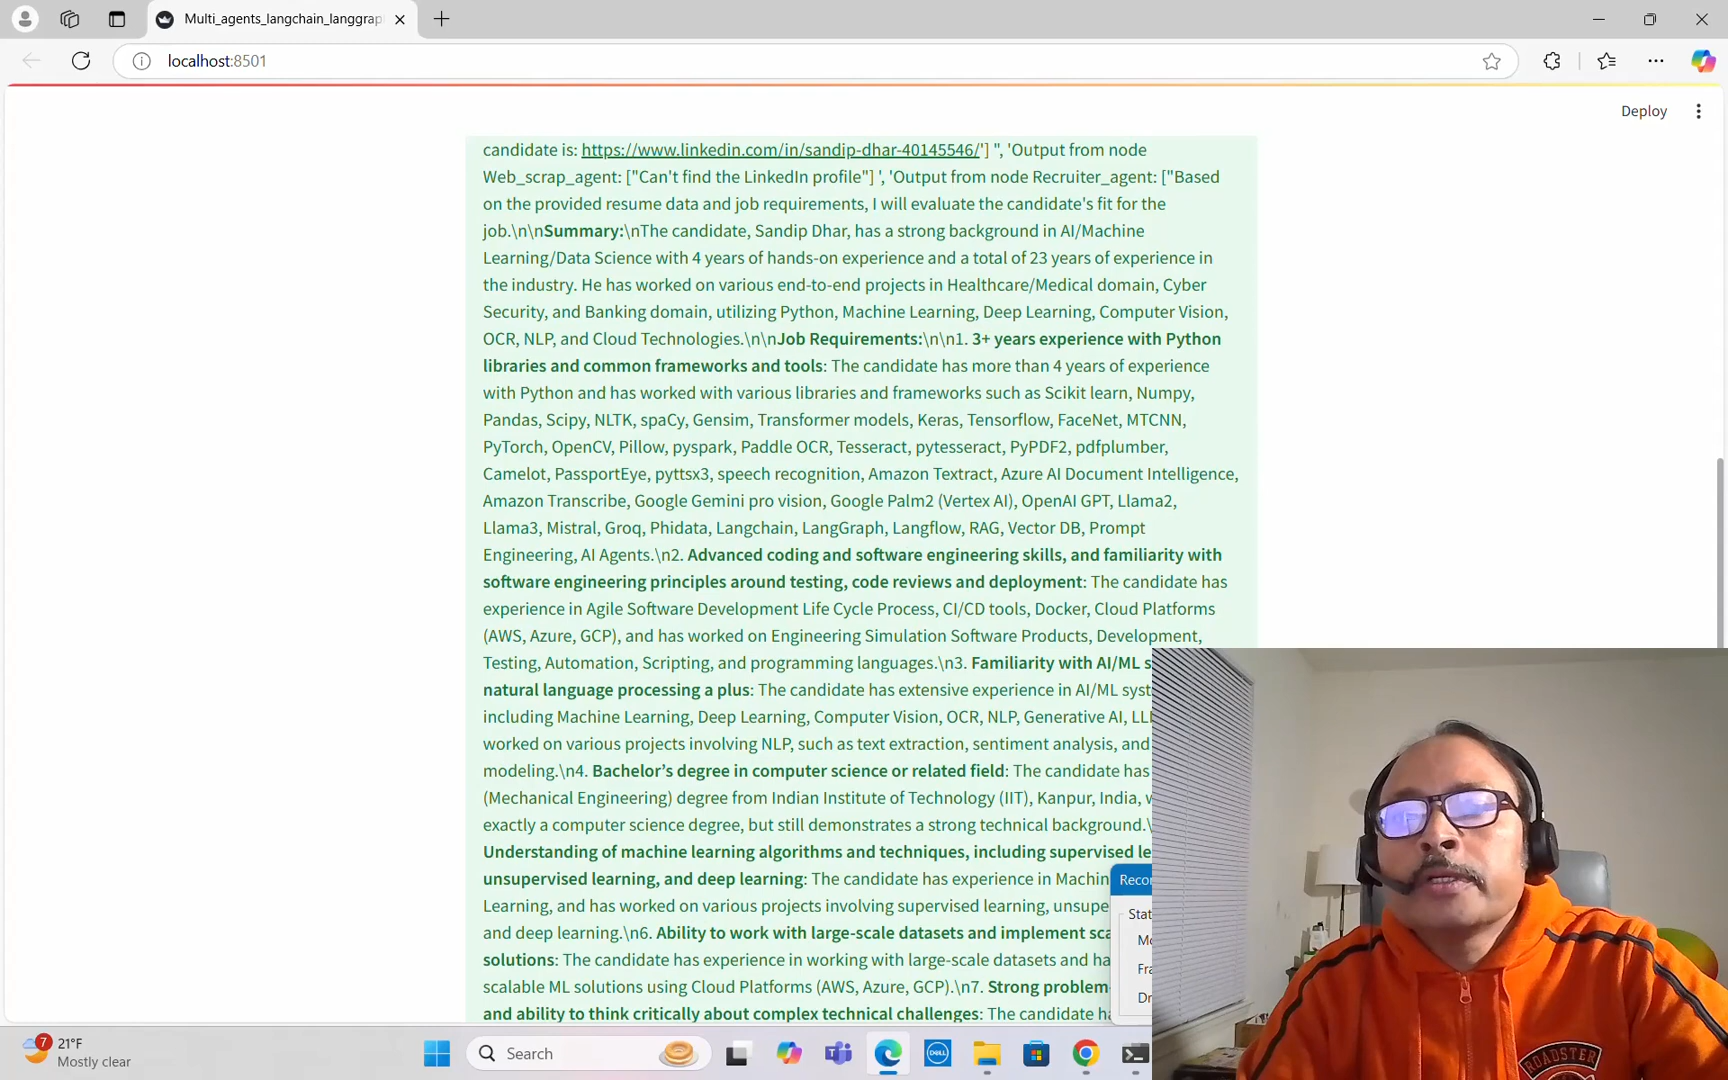 Multi_agents_langchain_langgrap
localhost:8501
Deploy
candidate is: https://www.linkedin.com/in/sandip-dhar-40145546/'] ", 'Output from node
Web_scrap_agent: ["Can't find the LinkedIn profile"] ', 'Output from node Recruiter_agent: ["Based
on the provided resume data and job requirements, I will evaluate the candidate's fit for the
job.\n\nSummary:\nThe candidate, Sandip Dhar, has a strong background in AI/Machine
Learning/Data Science with 4 years of hands-on experience and a total of 23 years of experience in
the industry. He has worked on various end-to-end projects in Healthcare/Medical domain, Cyber
Security, and Banking domain, utilizing Python, Machine Learning, Deep Learning, Computer Vision,
OCR, NLP, and Cloud Technologies.\n\nJob Requirements:\n\n1. 3+ years experience with Python
libraries and common frameworks and tools: The candidate has more than 4 years of experience
with Python and has worked with various libraries and frameworks such as Scikit learn, Numpy,
Pandas, Scipy, NLTK, spaCy, Gensim, Transformer models, Keras, Tensorflow, FaceNet, MTCNN,
PyTorch, OpenCV, Pillow, pyspark, Paddle OCR, Tesseract, pytesseract, PyPDF2, pdfplumber,
Camelot, PassportEye, pyttsx3, speech recognition, Amazon Textract, Azure AI Document Intelligence,
Amazon Transcribe, Google Gemini pro vision, Google Palm2 (Vertex AI), OpenAI GPT, Llama2,
Llama3, Mistral, Groq, Phidata, Langchain, LangGraph, Langflow, RAG, Vector DB, Prompt
Engineering, AI Agents.\n2. Advanced coding and software engineering skills, and familiarity with
software engineering principles around testing, code reviews and deployment: The candidate has
experience in Agile Software Development Life Cycle Process, CI/CD tools, Docker, Cloud Platforms
(AWS, Azure, GCP), and has worked on Engineering Simulation Software Products, Development,
Testing, Automation, Scripting, and programming languages.\n3. Familiarity with AI/ML s
natural language processing a plus: The candidate has extensive experience in AI/ML syst
including Machine Learning, Deep Learning, Computer Vision, OCR, NLP, Generative AI, LL
worked on various projects involving NLP, such as text extraction, sentiment analysis, and
modeling.\n4. Bachelor's degree in computer science or related field: The candidate has
(Mechanical Engineering) degree from Indian Institute of Technology (IIT), Kanpur, India, w
exactly a computer science degree, but still demonstrates a strong technical background.\
Understanding of machine learning algorithms and techniques, including supervised le
unsupervised learning, and deep learning: The candidate has experience in Machin
Learning, and has worked on various projects involving supervised learning, unsupe
and deep learning.\n6. Ability to work with large-scale datasets and implement sca
solutions: The candidate has experience in working with large-scale datasets and ha
scalable ML solutions using Cloud Platforms (AWS, Azure, GCP).\n7. Strong problem-
and ability to think critically about complex technical challenges: The candidate ha
Recor
Stat
Mo
Fra
Dr
ROADSTER
7
21°F
Mostly clear
Search
DELL